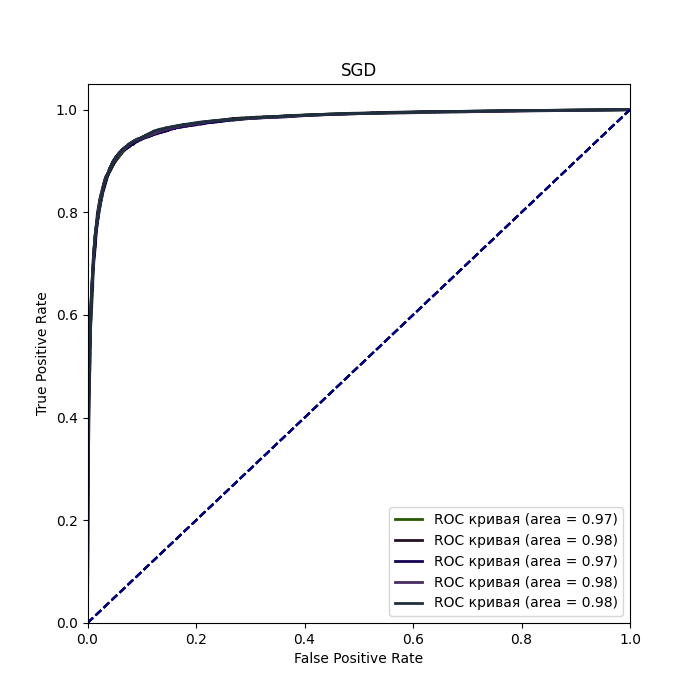 SGD
1.0
0.8
0.6
0.4
0.2
0.0
True Positive Rate
ROC кривая (area = 0.97)
ROC кривая (area = 0.98)
ROC кривая (area = 0.97)
ROC кривая (area = 0.98)
ROC кривая (area = 0.98)
0.0 0.2 0.4 0.6 0.8 1.0
False Positive Rate